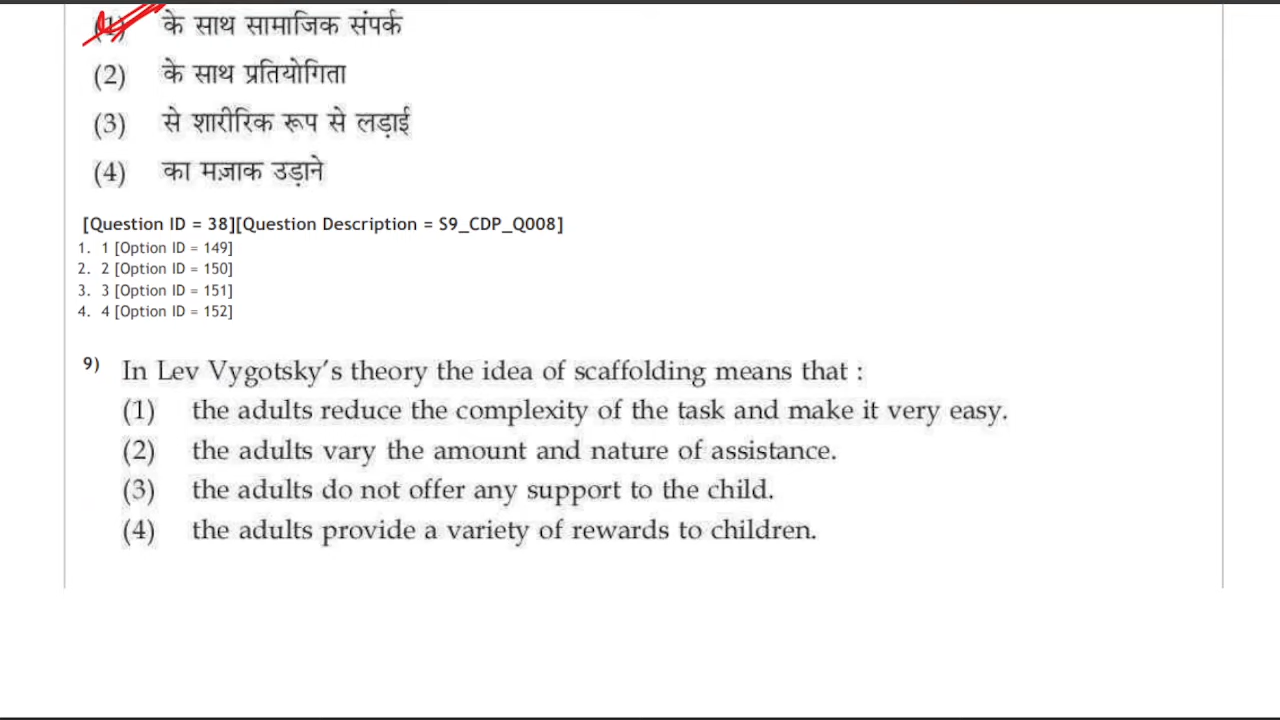 (1) के साथ सामाजिक संपर्क
(2) के साथ प्रतियोगिता
(3) से शारीरिक रूप से लड़ाई
(4) का मज़ाक उड़ाने
[Question ID = 38][Question Description = S9_CDP_Q008]
1. 1 [Option ID = 149]
2. 2 [Option ID = 150]
3. 3 [Option ID = 151]
4. 4 [Option ID = 152]
9) In Lev Vygotsky's theory the idea of scaffolding means that :
(1) the adults reduce the complexity of the task and make it very easy.
(2) the adults vary the amount and nature of assistance.
(3) the adults do not offer any support to the child.
(4) the adults provide a variety of rewards to children.